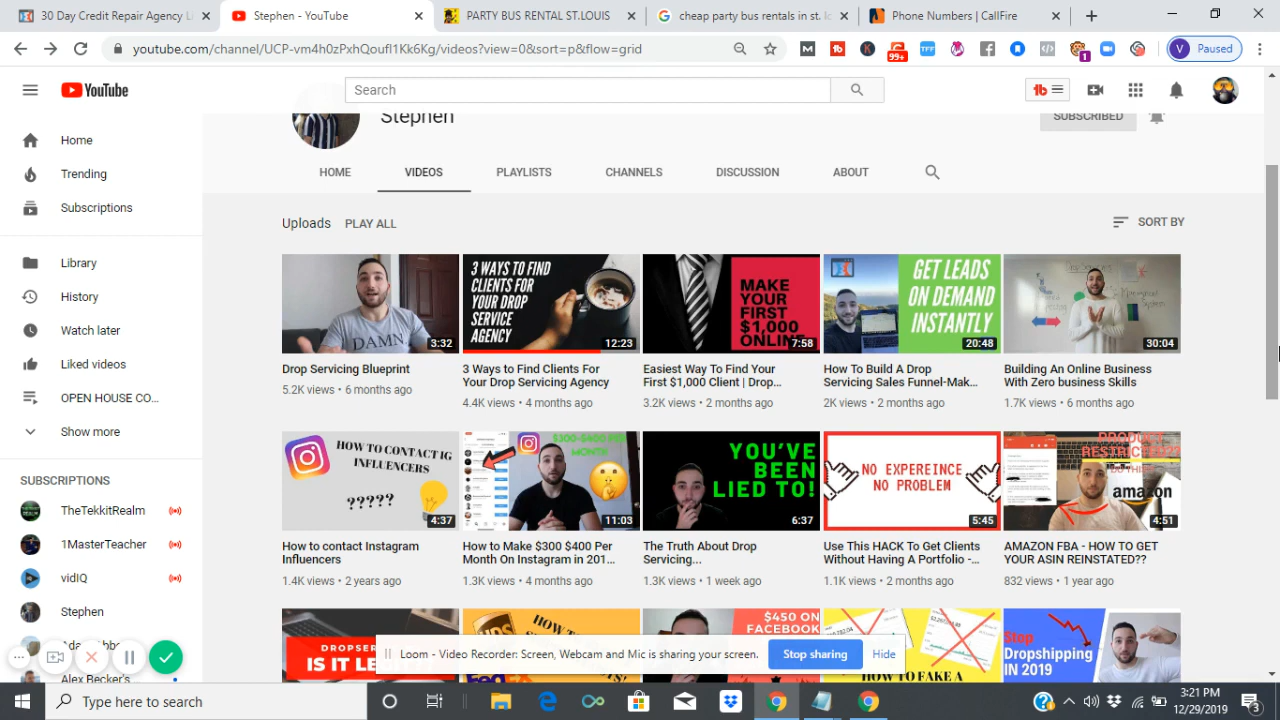 30 Day Credit Repair Agency L
Stephen - YouTube
PARTY BUS RENTAL ST.LOUIS
cheap party bus rentals in st. lo
Phone Numbers | CallFire
youtube.com/channel/UCP-vm4h0zPxhQoufl1Kk6Kg/videos?view=0&sort=p&flow=grid
99+
TFF
1
V Paused
YouTube
Search
Stephen
SUBSCRIBED
Home
Trending
Subscriptions
Library
History
Watch later
Liked videos
OPEN HOUSE CO...
Show more
SUBSCRIPTIONS
TheTekkitRealm
1MasterTeacher
vidIQ
Stephen
Alex Becker's
HOME VIDEOS PLAYLISTS CHANNELS DISCUSSION ABOUT
Uploads PLAY ALL SORT BY
DAMN.
3:32
3 WAYS TO FIND
CLIENTS FOR
YOUR DROP
SERVICE
AGENCY
12:23
MAKE
YOUR
FIRST
$1,000
ONLINE
7:58
GET LEADS
ON DEMAND
INSTANTLY
20:48
30:04
Drop Servicing Blueprint
5.2K views • 6 months ago
3 Ways to Find Clients For
Your Drop Servicing Agency
4.4K views • 4 months ago
Easiest Way To Find Your
First $1,000 Client | Drop...
3.2K views • 2 months ago
How To Build A Drop
Servicing Sales Funnel-Mak...
2K views • 2 months ago
Building An Online Business
With Zero business Skills
1.7K views • 6 months ago
HOW TO CONTACT IG
INFLUENCERS
?????
4:37
$300-$400 PER
MONTH
11:03
YOU'VE
BEEN
LIED TO!
6:37
NO EXPEREINCE
NO PROBLEM
5:45
PRODUCT
RESTRICTED??
DO THIS
amazon
4:51
How to contact Instagram
Influencers
1.4K views • 2 years ago
How to Make $300 $400 Per
Month On Instagram in 201...
1.3K views • 4 months ago
The Truth About Drop
Servicing...
1.3K views • 1 week ago
Use This HACK To Get Clients
Without Having A Portfolio -...
1.1K views • 2 months ago
AMAZON FBA - HOW TO GET
YOUR ASIN REINSTATED??
832 views • 1 year ago
DROPSER
IS IT LE
HOW T
$450 ON
FACEBOOK
HOW TO FAKE A
Stop
Dropshipping
IN 2019
Loom - Video Recorder: Screen, Webcam and Mic is sharing your screen.
Stop sharing
Hide
Type here to search
3:21 PM
12/29/2019
3